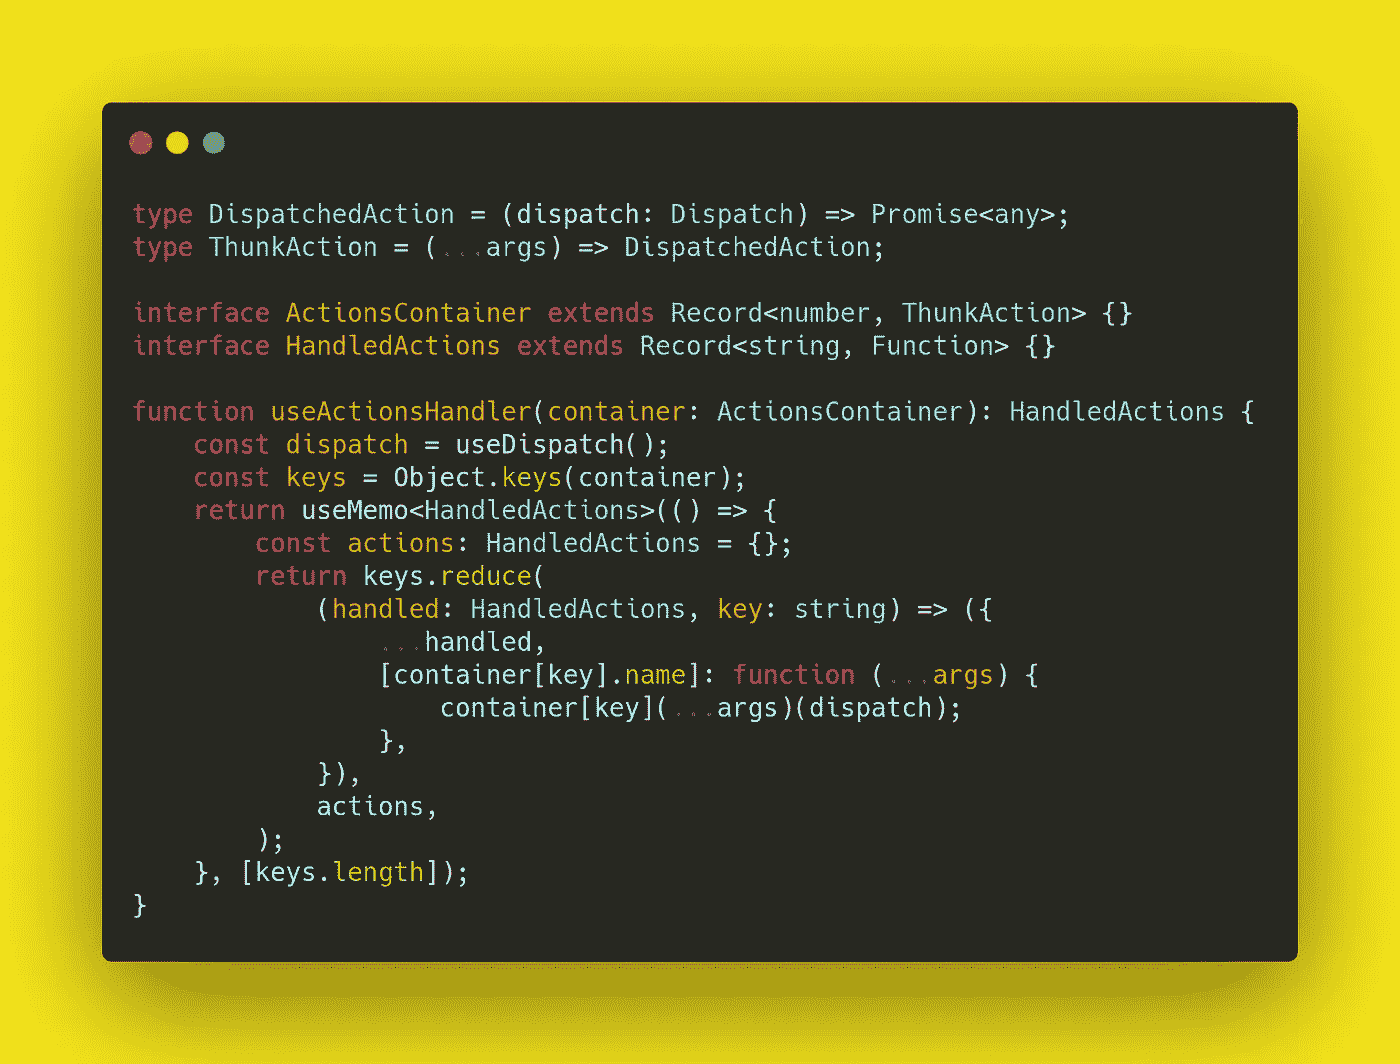 type DispatchedAction = (dispatch: Dispatch) => Promise<any>;
type ThunkAction = (...args) => DispatchedAction;

interface ActionsContainer extends Record<number, ThunkAction> {}
interface HandledActions extends Record<string, Function> {}

function useActionsHandler(container: ActionsContainer): HandledActions {
    const dispatch = useDispatch();
    const keys = Object.keys(container);
    return useMemo<HandledActions>(() => {
        const actions: HandledActions = {};
        return keys.reduce(
            (handled: HandledActions, key: string) => ({
                ...handled,
                [container[key].name]: function (...args) {
                    container[key](...args)(dispatch);
                },
            }),
            actions,
        );
    }, [keys.length]);
}